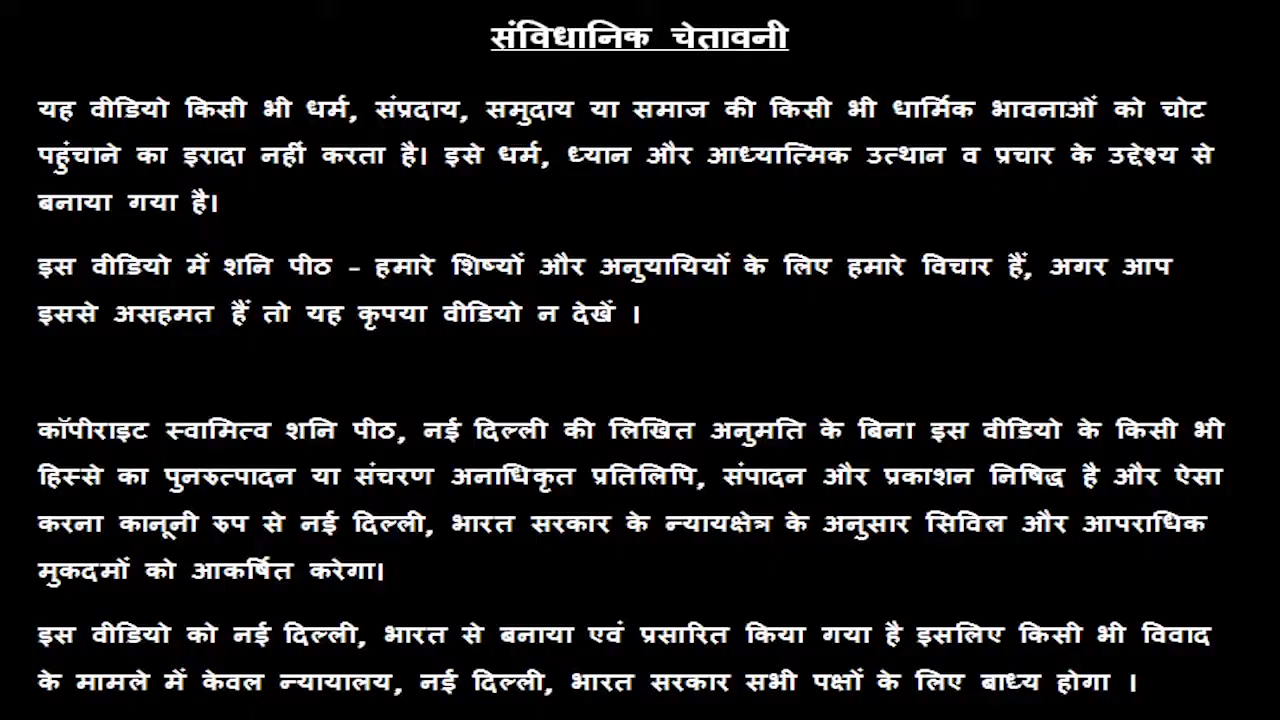 संविधानिक चेतावनी
यह वीडियो किसी भी धर्म, संप्रदाय, समुदाय या समाज की किसी भी धार्मिक भावनाओं को चोट
पहुंचाने का इरादा नहीं करता है। इसे धर्म, ध्यान और आध्यात्मिक उत्थान व प्रचार के उद्देश्य से
बनाया गया है।
इस वीडियो में शनि पीठ – हमारे शिष्यों और अनुयायियों के लिए हमारे विचार हैं, अगर आप
इससे असहमत हैं तो यह कृपया वीडियो न देखें ।
कॉपीराइट स्वामित्व शनि पीठ, नई दिल्ली की लिखित अनुमति के बिना इस वीडियो के किसी भी
हिस्से का पुनरुत्पादन या संचरण अनाधिकृत प्रतिलिपि, संपादन और प्रकाशन निषिद्ध है और ऐसा
करना कानूनी रुप से नई दिल्ली, भारत सरकार के न्यायक्षेत्र के अनुसार सिविल और आपराधिक
मुकदमों को आकर्षित करेगा।
इस वीडियो को नई दिल्ली, भारत से बनाया एवं प्रसारित किया गया है इसलिए किसी भी विवाद
के मामले में केवल न्यायालय, नई दिल्ली, भारत सरकार सभी पक्षों के लिए बाध्य होगा ।